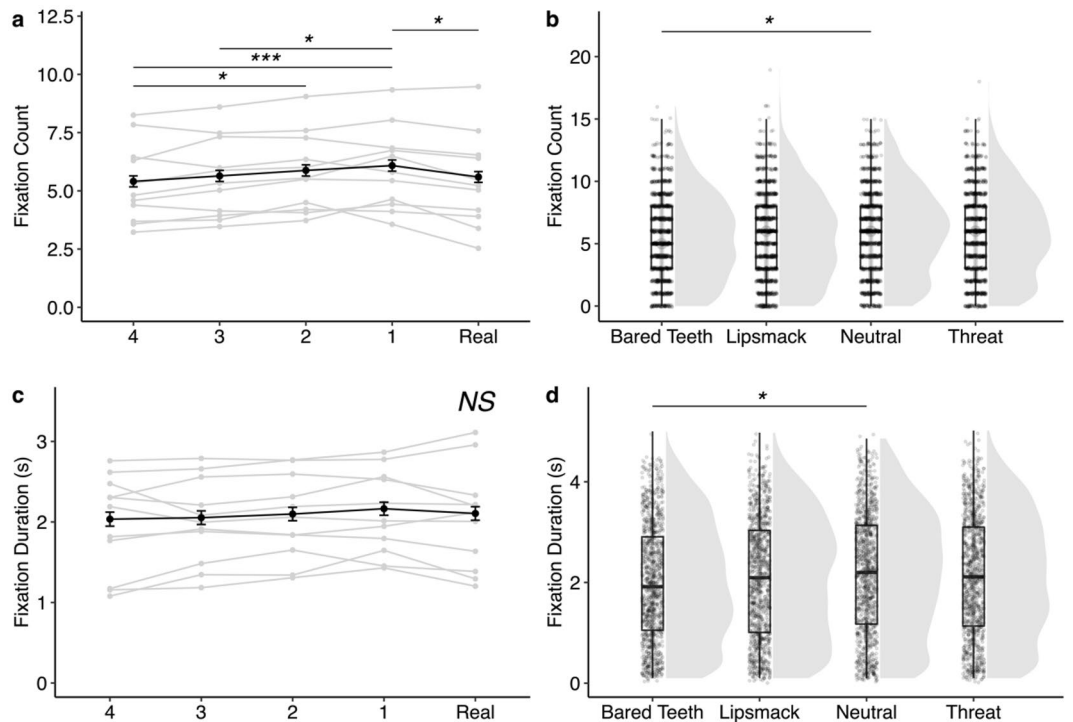 a
12.5
10.0
7.5
5.0
2.5
0.0
Fixation Count
*
*
***
*
4 3 2 1 Real
b
20
15
10
5
0
Fixation Count
*
Bared Teeth Lipsmack Neutral Threat
c
NS
3
2
1
0
Fixation Duration (s)
4 3 2 1 Real
d
4
2
0
Fixation Duration (s)
*
Bared Teeth Lipsmack Neutral Threat